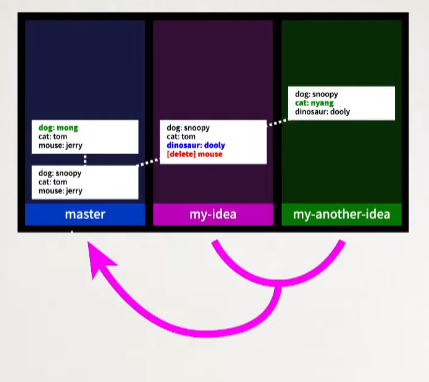 dog: mong
cat: tom
mouse: jerry
dog: snoopy
cat: tom
mouse: jerry
master
dog: snoopy
cat: tom
dinosaur: dooly
[delete] mouse
my-idea
dog: snoopy
cat: nyang
dinosaur: dooly
my-another-idea